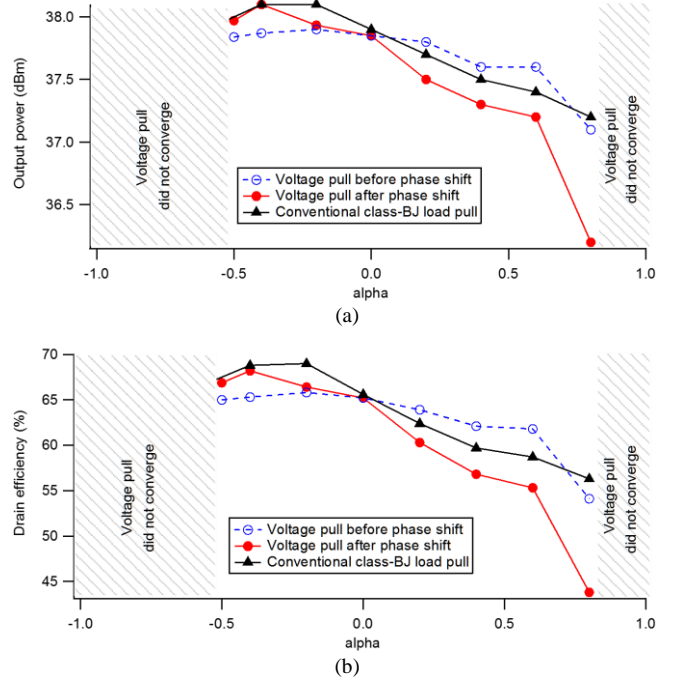 38.0
37.5
37.0
36.5
Output power (dBm)
Voltage pull
did not converge
Voltage pull
did not converge
Voltage pull before phase shift
Voltage pull after phase shift
Conventional class-BJ load pull
-1.0
-0.5
0.0
0.5
1.0
alpha
(a)
70
65
60
55
50
45
Drain efficiency (%)
Voltage pull
did not converge
Voltage pull
did not converge
Voltage pull before phase shift
Voltage pull after phase shift
Conventional class-BJ load pull
-1.0
-0.5
0.0
0.5
1.0
alpha
(b)